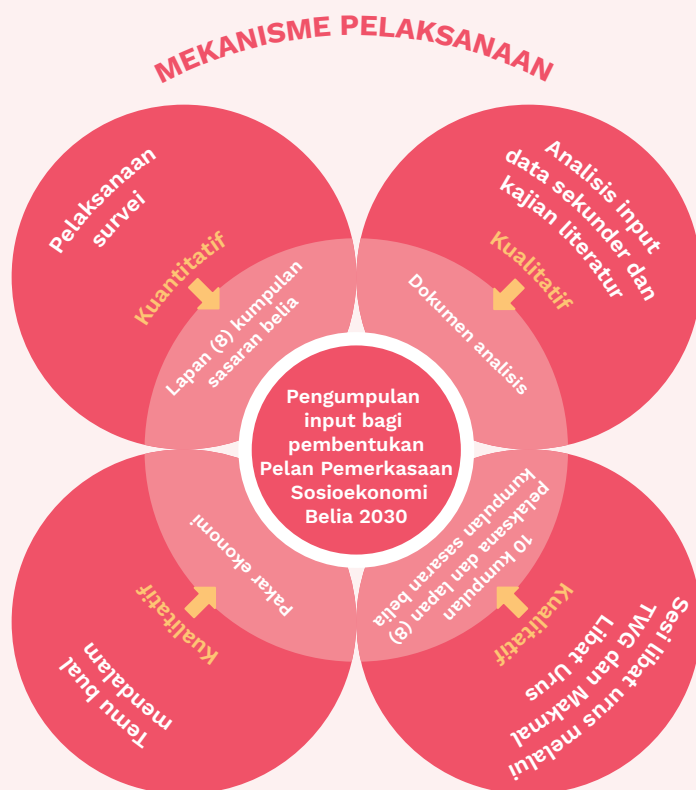 MEKANISME PELAKSANAAN
Pelaksanaan
survei
Kuantitatif
Lapan (8) kumpulan
sasaran belia
Analisis input
data sekunder dan
kajian literatur
Kualitatif
Dokumen analisis
Pengumpulan
input bagi
pembentukan
Pelan Pemerkasaan
Sosioekonomi
Belia 2030
Pakar ekonomi
Kualitatif
Temu bual
mendalam
10 kumpulan
pelaksana dan lapan (8)
kumpulan sasaran belia
Kualitatif
Sesi libat urus melalui
TWG dan Makmal
Libat Urus